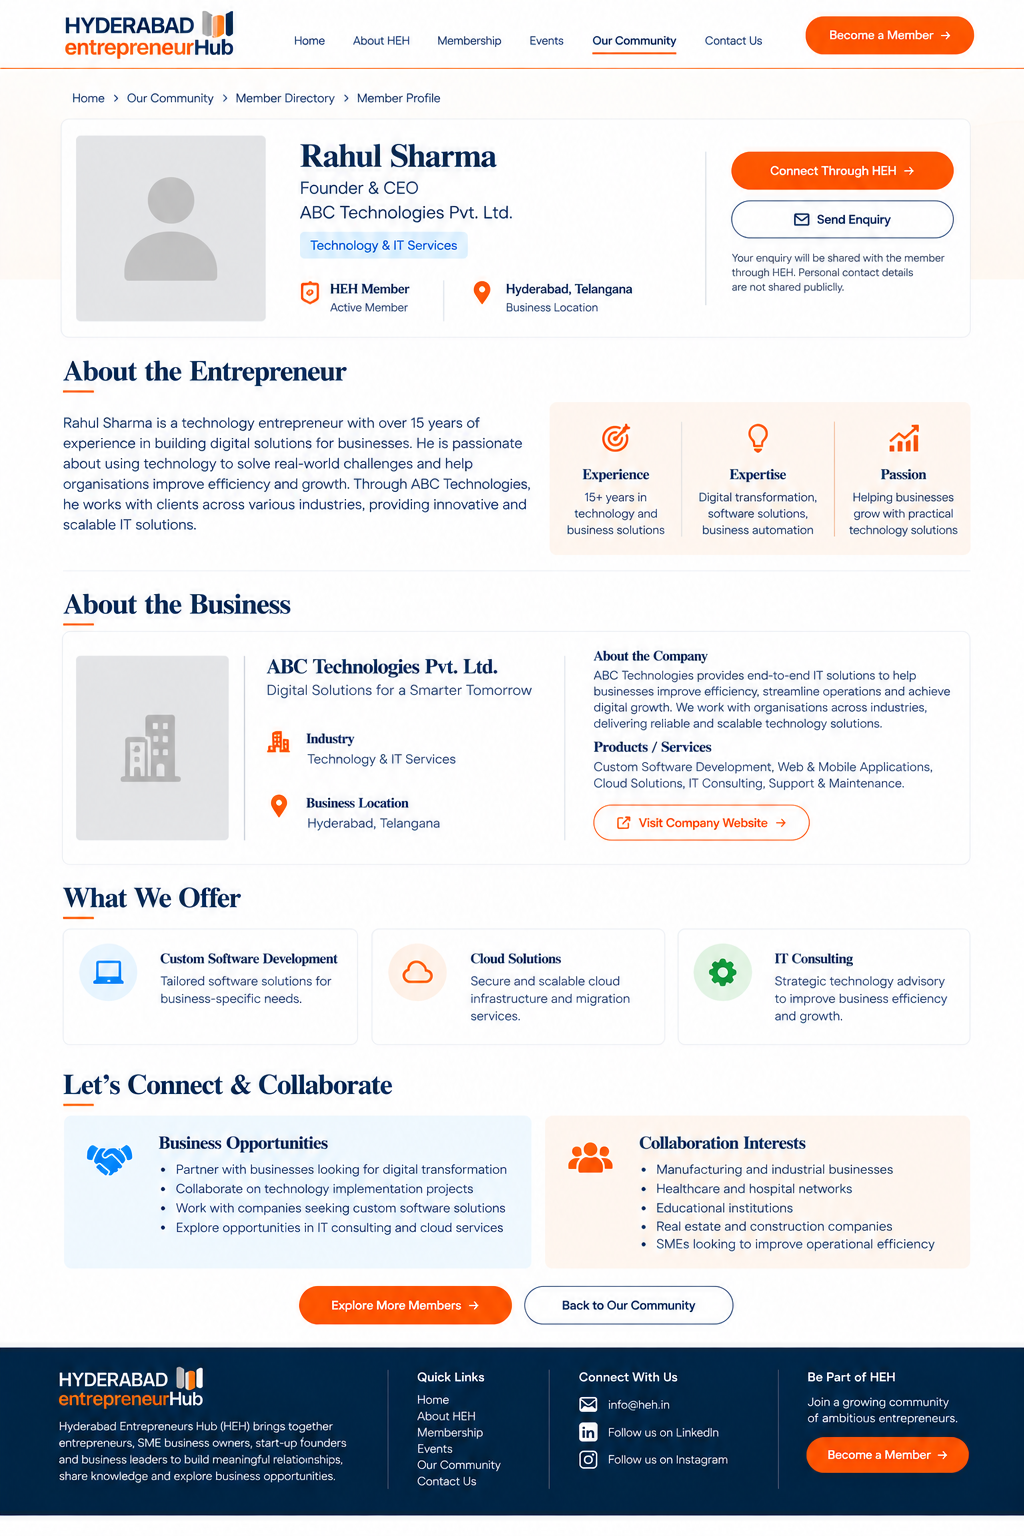 HYDERABAD
entrepreneurHub
Home
About HEH
Membership
Events
Our Community
Contact Us
Become a Member →
Home > Our Community > Member Directory > Member Profile
Rahul Sharma
Founder & CEO
ABC Technologies Pvt. Ltd.
Technology & IT Services
HEH Member
Active Member
Hyderabad, Telangana
Business Location
Connect Through HEH →
Send Enquiry
Your enquiry will be shared with the member
through HEH. Personal contact details
are not shared publiclly.
About the Entrepreneur
Rahul Sharma is a technology entrepreneur with over 15 years of
experience in building digital solutions for businesses. He is passionate
about using technology to solve real-world challenges and help
organisations improve efficiency and growth. Through ABC Technologies,
he works with clients across various industries, providing innovative and
scalable IT solutions.
Experience
15+ years in
technology and
business solutions
Expertise
Digital transformation,
software solutions,
business automation
Passion
Helping businesses
grow with practical
technology solutions
About the Business
ABC Technologies Pvt. Ltd.
Digital Solutions for a Smarter Tomorrow
Industry
Technology & IT Services
Business Location
Hyderabad, Telangana
About the Company
ABC Technologies provides end-to-end IT solutions to help
businesses improve efficiency, streamline operations and achieve
digital growth. We work with organisations across industries,
delivering reliable and scalable technology solutions.
Products / Services
Custom Software Development, Web & Mobile Applications,
Cloud Solutions, IT Consulting, Support & Maintenance.
Visit Company Website →
What We Offer
Custom Software Development
Tailored software solutions for
business-specific needs.
Cloud Solutions
Secure and scalable cloud
infrastructure and migration
services.
IT Consulting
Strategic technology advisory
to improve business efficiency
and growth.
Let's Connect & Collaborate
Business Opportunities
• Partner with businesses looking for digital transformation
• Collaborate on technology implementation projects
• Work with companies seeking custom software solutions
• Explore opportunities in IT consulting and cloud services
Collaboration Interests
• Manufacturing and industrial businesses
• Healthcare and hospital networks
• Educational institutions
• Real estate and construction companies
• SMEs looking to improve operational efficiency
Explore More Members →
Back to Our Community
HYDERABAD
entrepreneurHub
Hyderabad Entrepreneurs Hub (HEH) brings together
entrepreneurs, SME business owners, start-up founders
and business leaders to build meaningful relationships,
share knowledge and explore business opportunities.
Quick Links
Home
About HEH
Membership
Events
Our Community
Contact Us
Connect With Us
info@heh.in
in
Follow us on LinkedIn
Follow us on Instagram
Be Part of HEH
Join a growing community
of ambitious entrepreneurs.
Become a Member →